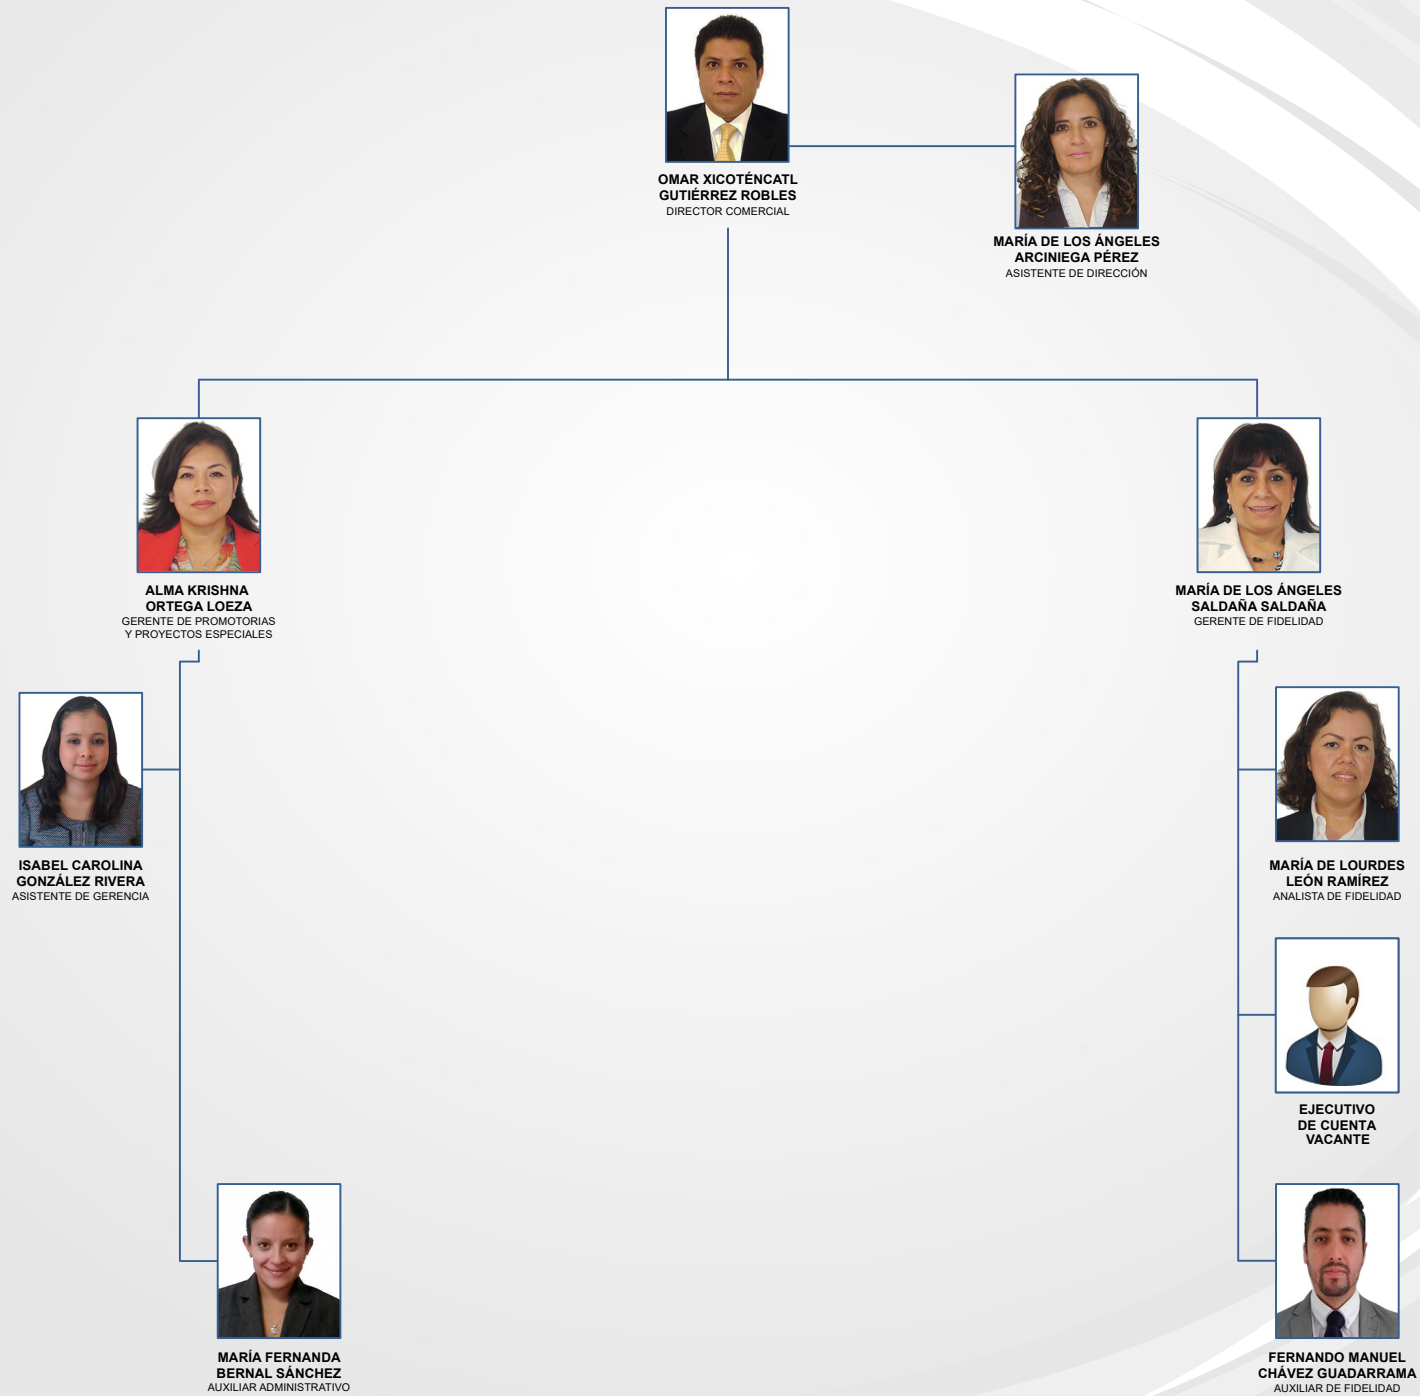 OMAR XICOTÉNCATL
GUTIÉRREZ ROBLES
DIRECTOR COMERCIAL
MARÍA DE LOS ÁNGELES
ARCINIEGA PÉREZ
ASISTENTE DE DIRECCIÓN
ALMA KRISHNA
ORTEGA LOEZA
GERENTE DE PROMOTORIAS
Y PROYECTOS ESPECIALES
MARÍA DE LOS ÁNGELES
SALDAÑA SALDAÑA
GERENTE DE FIDELIDAD
ISABEL CAROLINA
GONZÁLEZ RIVERA
ASISTENTE DE GERENCIA
MARÍA DE LOURDES
LEÓN RAMÍREZ
ANALISTA DE FIDELIDAD
EJECUTIVO
DE CUENTA
VACANTE
MARÍA FERNANDA
BERNAL SÁNCHEZ
AUXILIAR ADMINISTRATIVO
FERNANDO MANUEL
CHÁVEZ GUADARRAMA
AUXILIAR DE FIDELIDAD